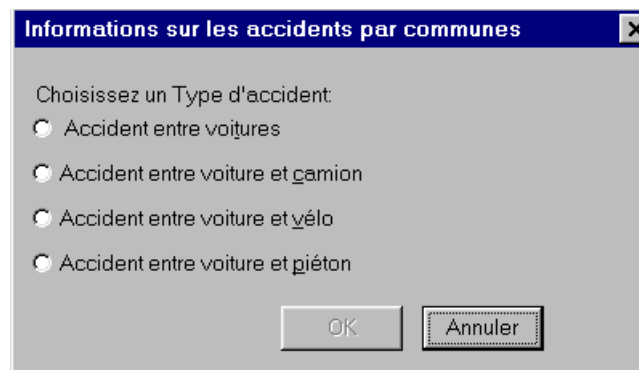 Informations sur les accidents par communes
Choisissez un Type d'accident:
Accident entre voitures
Accident entre voiture et camion
Accident entre voiture et vélo
Accident entre voiture et piéton
OK Annuler